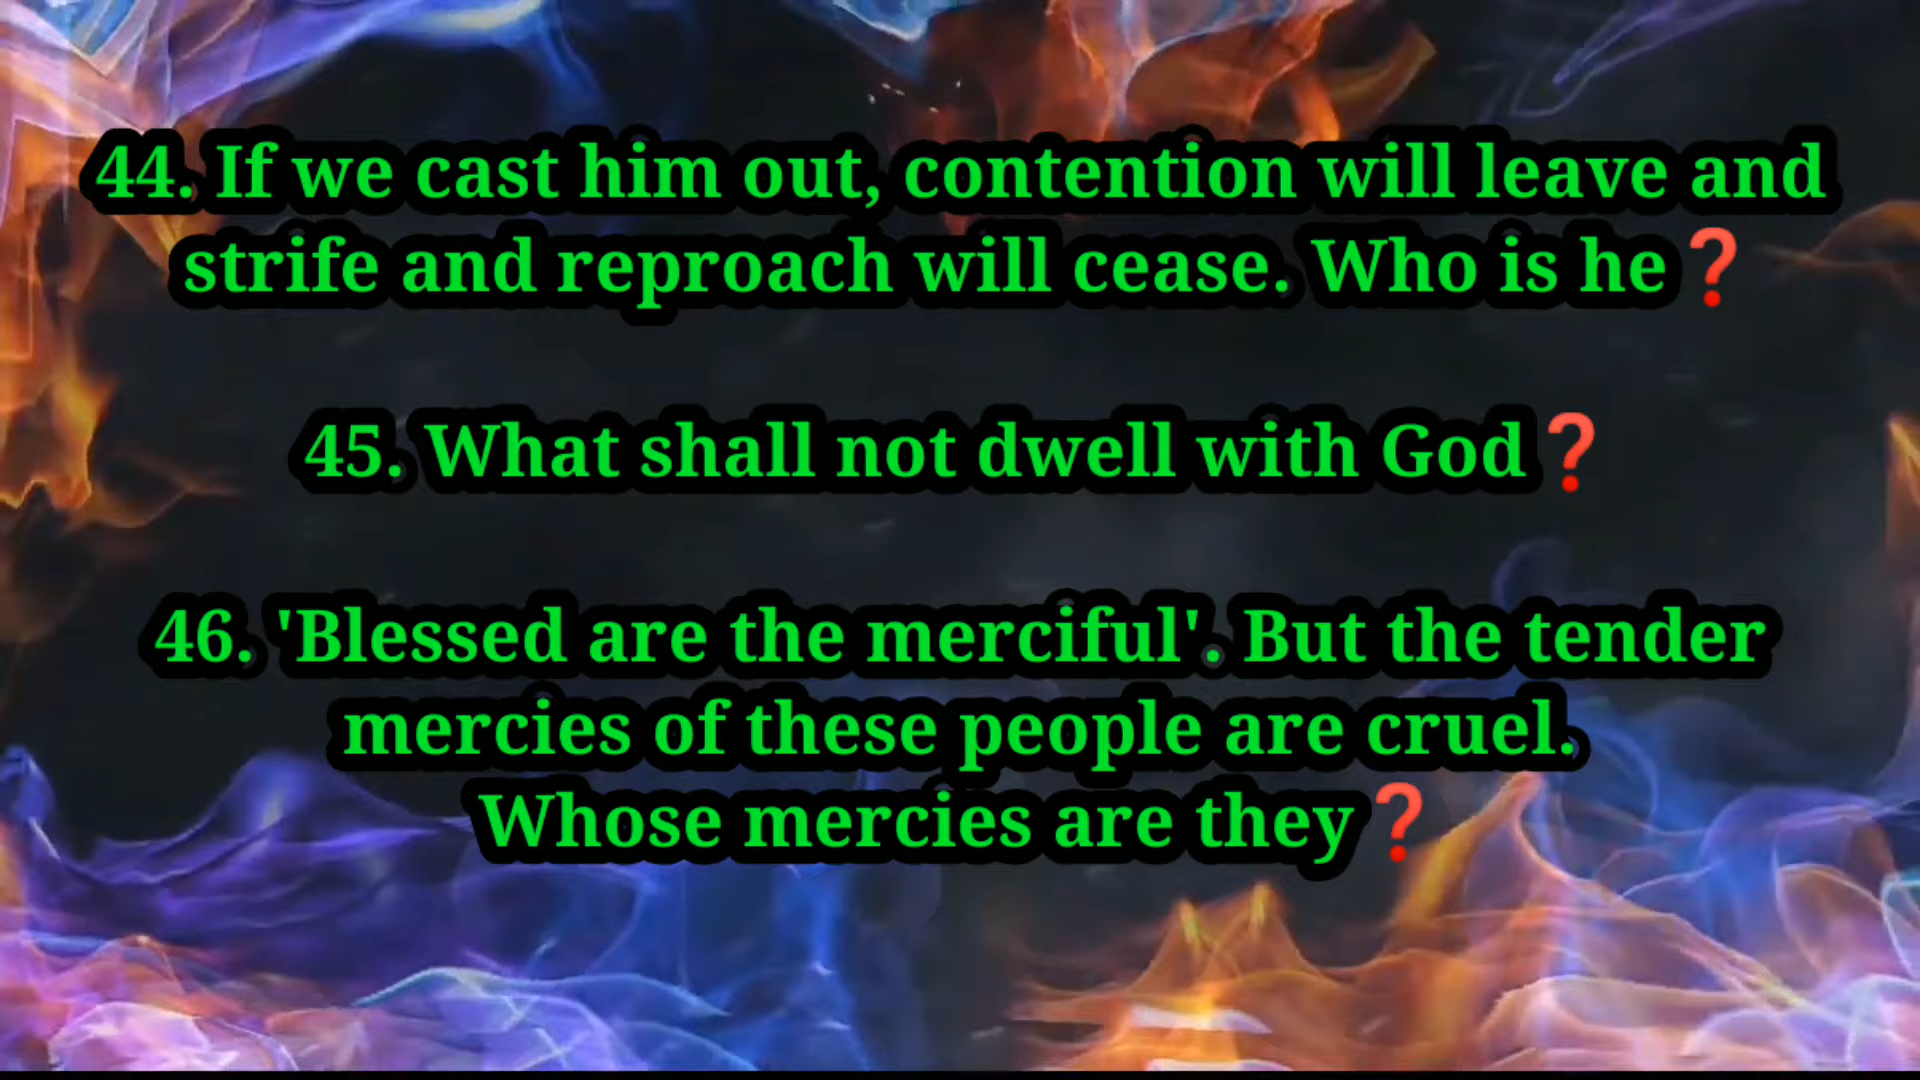 44. If we cast him out, contention will leave and
strife and reproach will cease. Who is he❓
45. What shall not dwell with God❓
46. 'Blessed are the merciful'. But the tender
mercies of these people are cruel.
Whose mercies are they❓